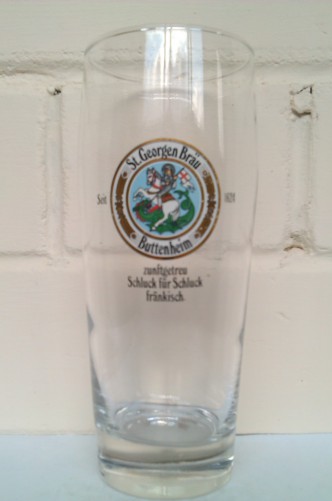 St. Georgen Bräu
Seit 1624
Buttenheim
zunftgetreu
Schluck für Schluck
fränkisch.